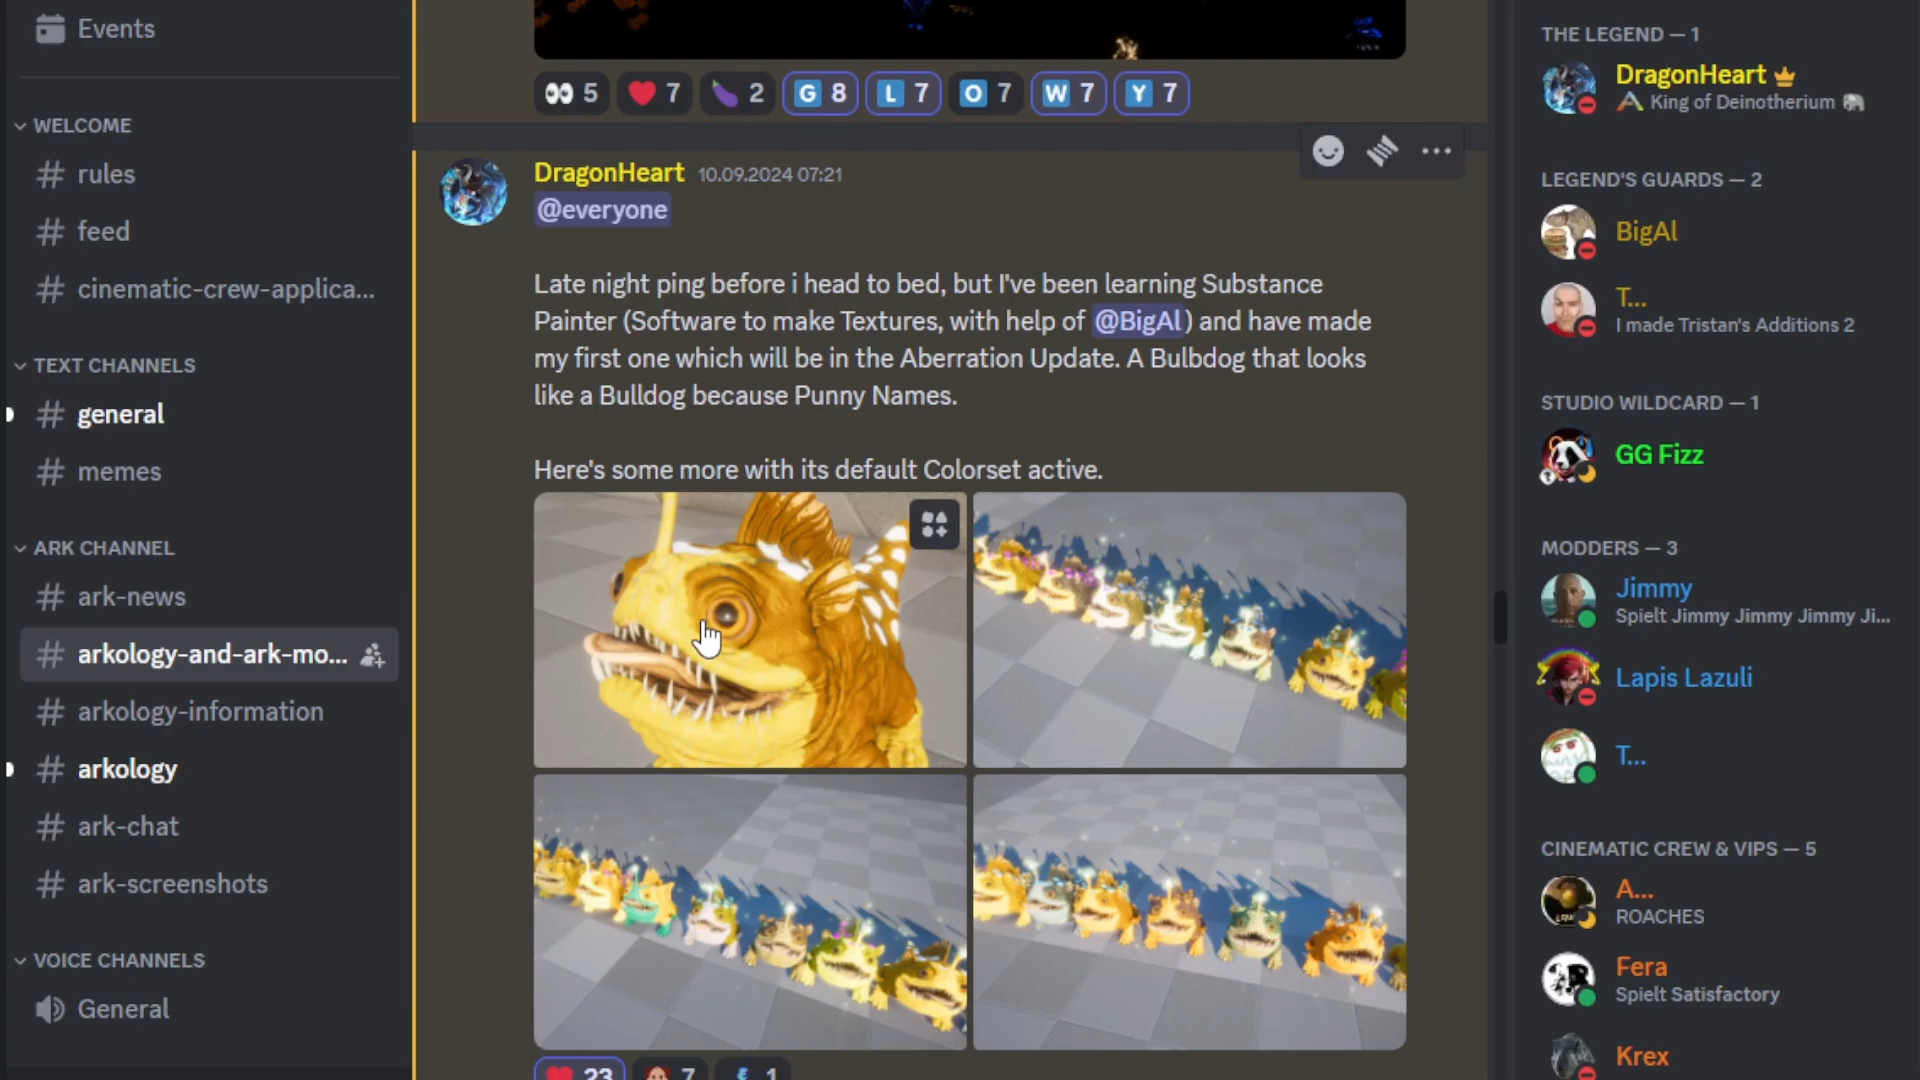 Events
WELCOME
rules
feed
cinematic-crew-applica...
TEXT CHANNELS
general
memes
ARK CHANNEL
ark-news
arkology-and-ark-mo...
arkology-information
arkology
ark-chat
ark-screenshots
VOICE CHANNELS
General
5
7
2
G 8
L 7
O 7
W 7
Y 7
DragonHeart 10.09.2024 07:21
@everyone
Late night ping before i head to bed, but I've been learning Substance
Painter (Software to make Textures, with help of @BigAl) and have made
my first one which will be in the Aberration Update. A Bulbdog that looks
like a Bulldog because Punny Names.
Here's some more with its default Colorset active.
23
7
1
THE LEGEND — 1
DragonHeart
King of Deinotherium
LEGEND'S GUARDS — 2
BigAl
T...
I made Tristan's Additions 2
STUDIO WILDCARD — 1
GG Fizz
MODDERS — 3
Jimmy
Spielt Jimmy Jimmy Jimmy Ji...
Lapis Lazuli
T...
CINEMATIC CREW & VIPS — 5
A...
ROACHES
Fera
Spielt Satisfactory
Krex